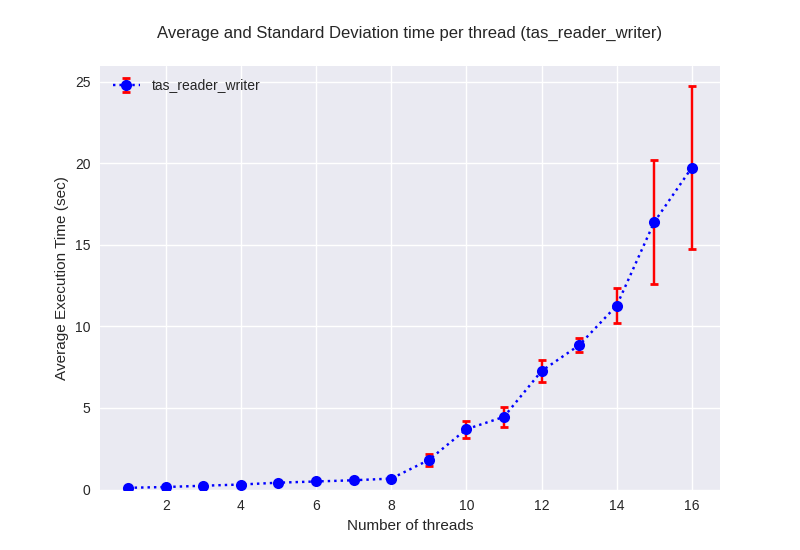 Average and Standard Deviation time per thread (tas_reader_writer)
25
tas_reader_writer
20
15
10
5
0
Average Execution Time (sec)
2 4 6 8 10 12 14 16
Number of threads